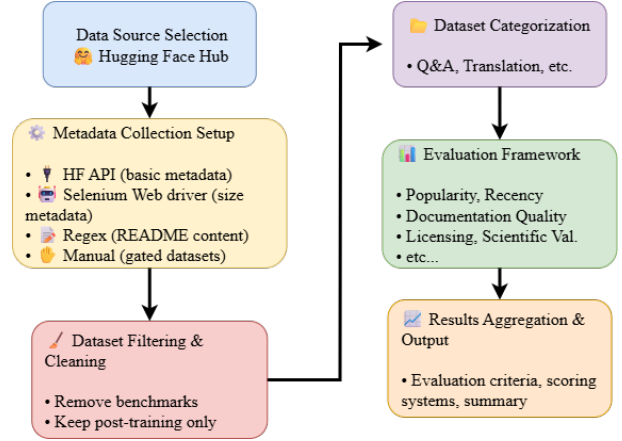 Data Source Selection
🤗 Hugging Face Hub
⚙️ Metadata Collection Setup
• 🔌 HF API (basic metadata)
• 🤖 Selenium Web driver (size
metadata)
• 📝 Regex (README content)
• ✋ Manual (gated datasets)
🧹 Dataset Filtering &
Cleaning
• Remove benchmarks
• Keep post-training only
📁 Dataset Categorization
• Q&A, Translation, etc.
📊 Evaluation Framework
• Popularity, Recency
• Documentation Quality
• Licensing, Scientific Val.
• etc...
📈 Results Aggregation &
Output
• Evaluation criteria, scoring
systems, summary